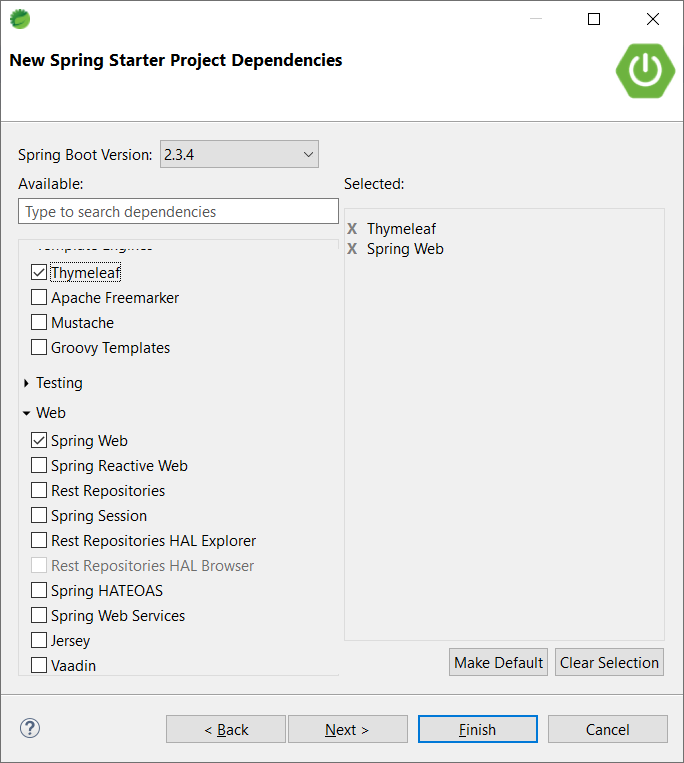 New Spring Starter Project Dependencies
Spring Boot Version: 2.3.4
Available:
Type to search dependencies
Template Engines
Thymeleaf
Apache Freemarker
Mustache
Groovy Templates
Testing
Web
Spring Web
Spring Reactive Web
Rest Repositories
Spring Session
Rest Repositories HAL Explorer
Rest Repositories HAL Browser
Spring HATEOAS
Spring Web Services
Jersey
Vaadin
Selected:
X Thymeleaf
X Spring Web
Make Default
Clear Selection
?
< Back
Next >
Finish
Cancel